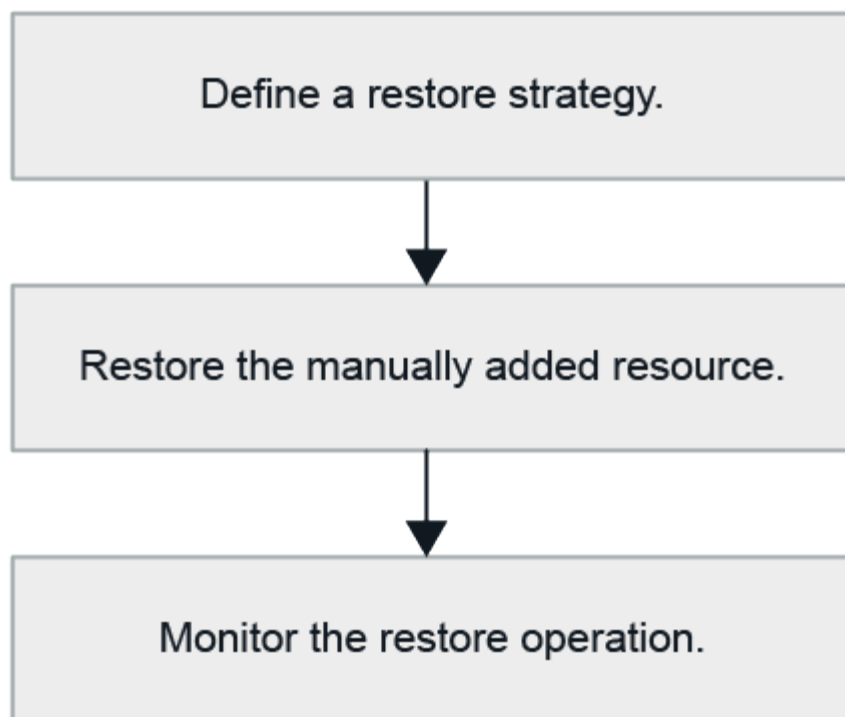 Define a restore strategy.
Restore the manually added resource.
Monitor the restore operation.